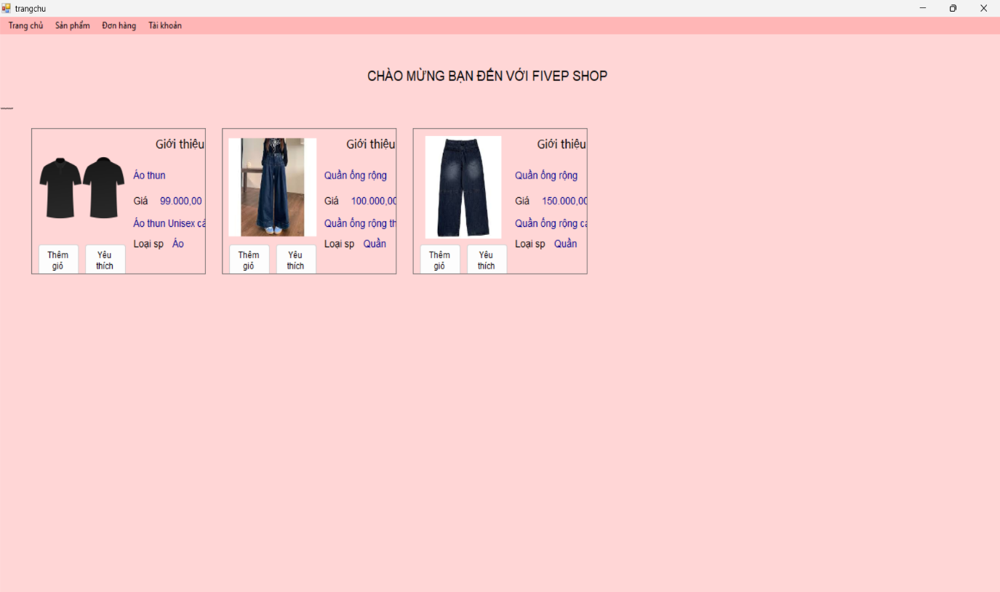 trangchu
Trang chủ Sản phẩm Đơn hàng Tài khoản
CHÀO MỪNG BẠN ĐẾN VỚI FIVEP SHOP
Giới thiệu
Áo thun
Giá 99.000,00
Áo thun Unisex cá
Loại sp Áo
Thêm giỏ
Yêu thích
Giới thiệu
Quần ống rộng
Giá 100.000,00
Quần ống rộng th
Loại sp Quần
Thêm giỏ
Yêu thích
Giới thiệu
Quần ống rộng
Giá 150.000,00
Quần ống rộng cạ
Loại sp Quần
Thêm giỏ
Yêu thích